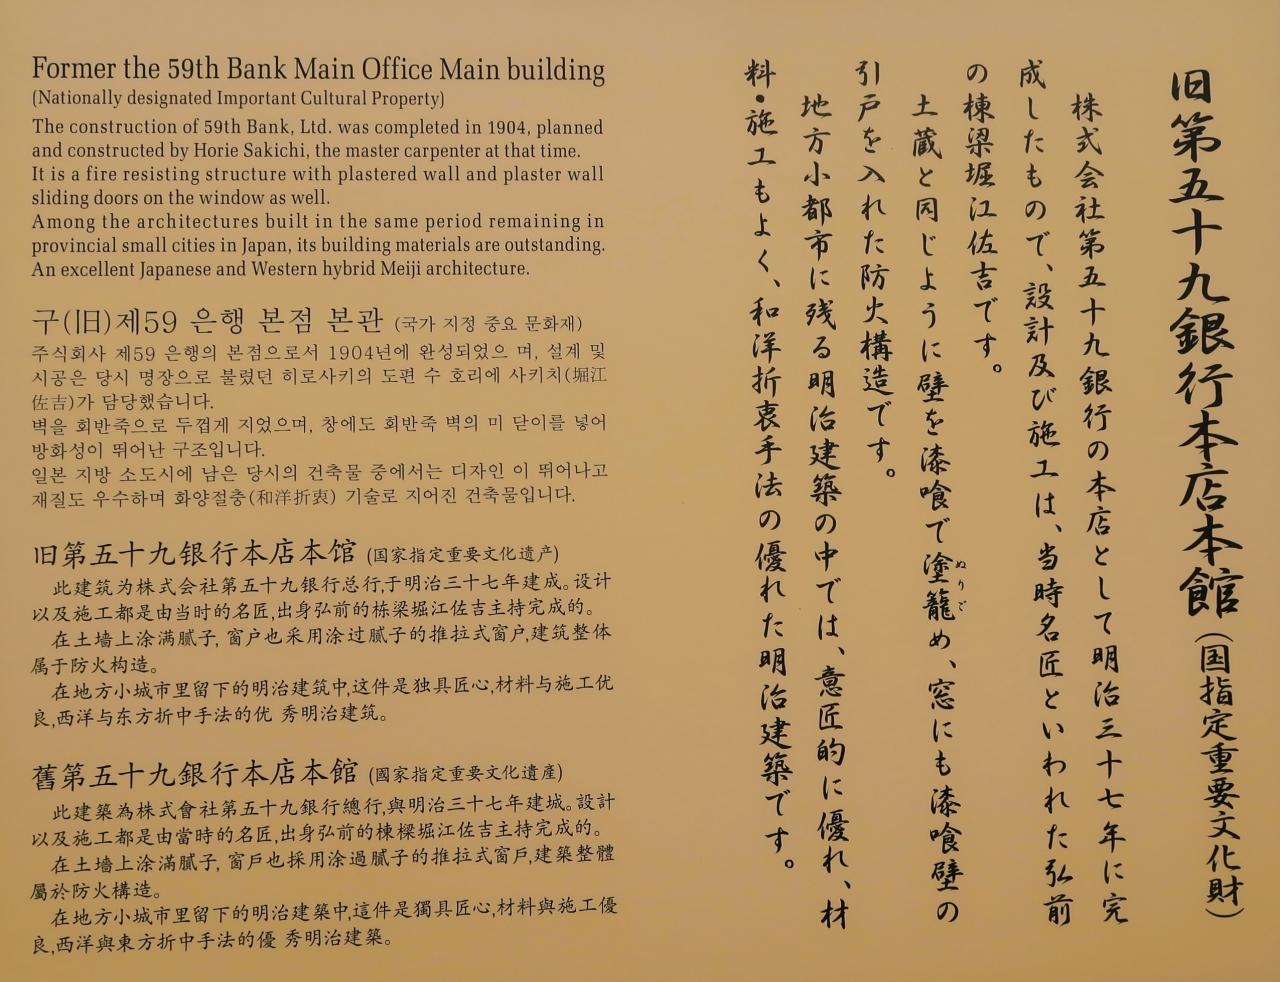 Former the 59th Bank Main Office Main building
(Nationally designated Important Cultural Property)
The construction of 59th Bank, Ltd. was completed in 1904, planned
and constructed by Horie Sakichi, the master carpenter at that time.
It is a fire resisting structure with plastered wall and plaster wall
sliding doors on the window as well.
Among the architectures built in the same period remaining in
provincial small cities in Japan, its building materials are outstanding.
An excellent Japanese and Western hybrid Meiji architecture.
구(旧)제59 은행 본점 본관 (국가 지정 중요 문화재)
주식회사 제59 은행의 본점으로서 1904년에 완성되었으 며, 설계 및
시공은 당시 명장으로 불렸던 히로사키의 도편 수 호리에 사키치(堀江
佐吉)가 담당했습니다.
벽을 회반죽으로 두껍게 지었으며, 창에도 회반죽 벽의 미 닫이를 넣어
방화성이 뛰어난 구조입니다.
일본 지방 소도시에 남은 당시의 건축물 중에서는 디자인 이 뛰어나고
재질도 우수하며 화양절충(和洋折衷) 기술로 지어진 건축물입니다.
旧第五十九银行本店本馆 (国家指定重要文化遗产)
此建筑为株式会社第五十九银行总行,于明治三十七年建成。设计
以及施工都是由当时的名匠,出身弘前的栋梁堀江佐吉主持完成的。
在土墙上涂满腻子, 窗户也采用涂过腻子的推拉式窗户,建筑整体
属于防火构造。
在地方小城市里留下的明治建筑中,这件是独具匠心,材料与施工优
良,西洋与东方折中手法的优 秀明治建筑。
舊第五十九銀行本店本館 (國家指定重要文化遺產)
此建築為株式會社第五十九銀行總行,與明治三十七年建城。設計
以及施工都是由當時的名匠,出身弘前的棟樑堀江佐吉主持完成的。
在土墻上涂滿膩子, 窗戶也採用涂過膩子的推拉式窗戶,建築整體
屬於防火構造。
在地方小城市里留下的明治建築中,這件是獨具匠心,材料與施工優
良,西洋與東方折中手法的優 秀明治建築。
旧第五十九銀行本店本館（国指定重要文化財）
株式会社第五十九銀行の本店として明治三十七年に完
成したもので、設計及び施工は、当時名匠といわれた弘前
の棟梁堀江佐吉です。
土蔵と同じように壁を漆喰で塗籠め、窓にも漆喰壁の
ぬりご
引戸を入れた防火構造です。
地方小都市に残る明治建築の中では、意匠的に優れ、材
料・施工もよく、和洋折衷手法の優れた明治建築です。